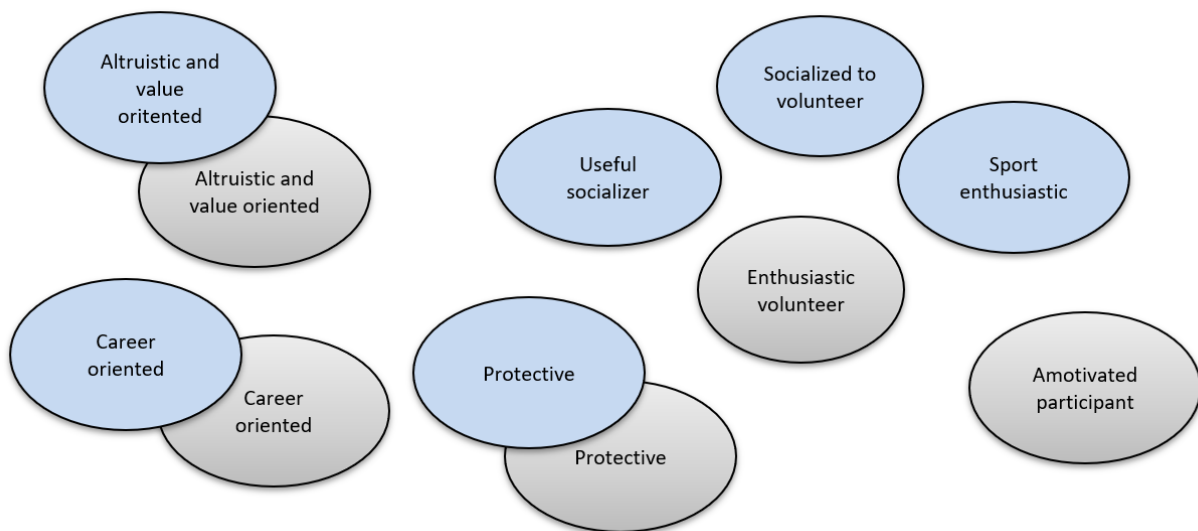 Altruistic and
value
oritented
Altruistic and
value oriented
Career
oriented
Career
oriented
Protective
Protective
Useful
socializer
Socialized to
volunteer
Sport
enthusiastic
Enthusiastic
volunteer
Amotivated
participant